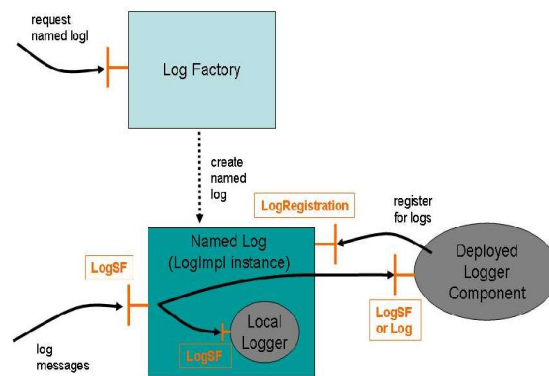 request
named logl
Log Factory
create
named
log
LogRegistration
register
for logs
Named Log
(LogImpl instance)
Deployed
Logger
Component
LogSF
LogSF
or Log
Local
Logger
LogSF
log
messages